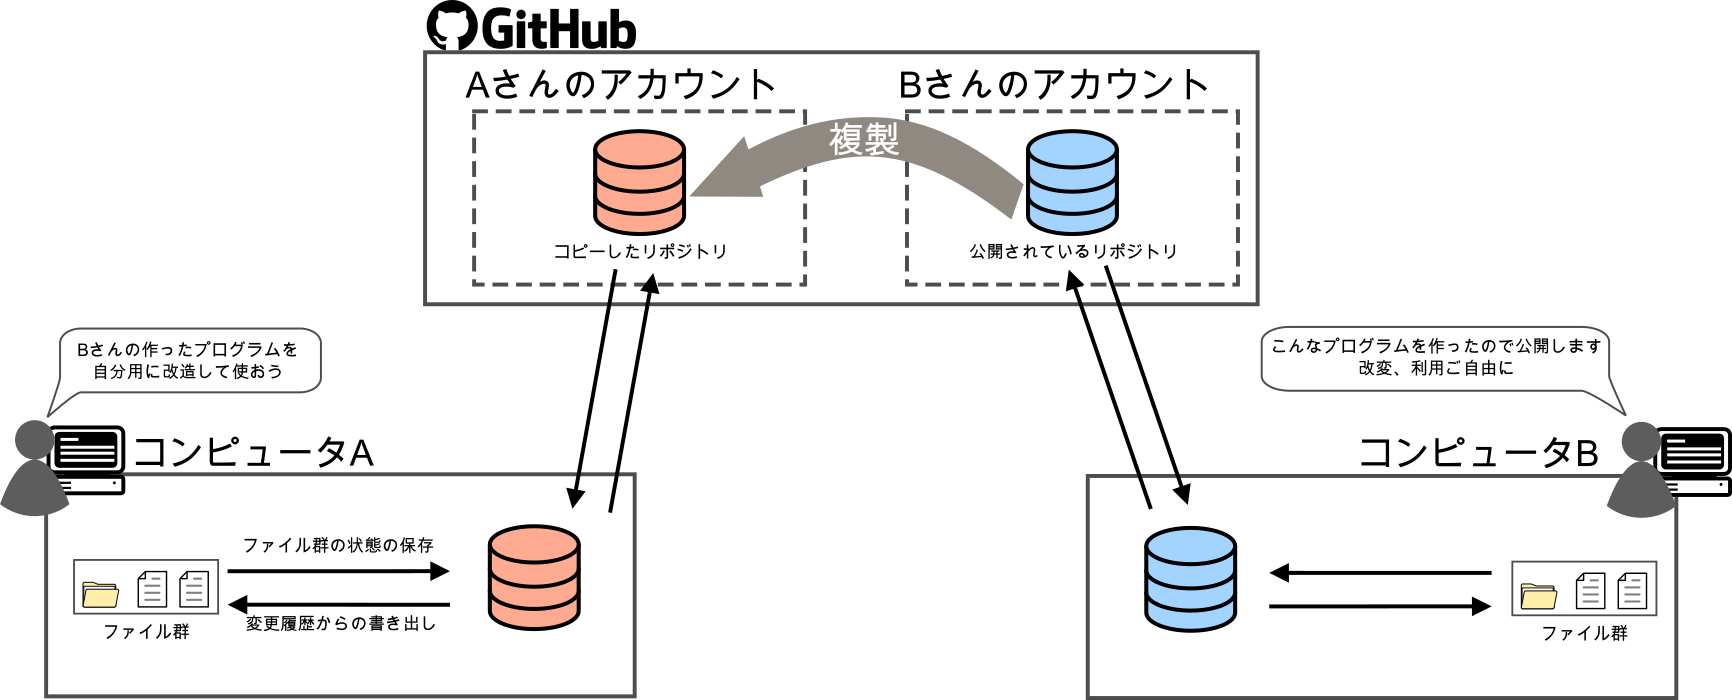 GitHub
Aさんのアカウント
Bさんのアカウント
複製
コピーしたリポジトリ
公開されているリポジトリ
Bさんの作ったプログラムを
自分用に改造して使おう
こんなプログラムを作ったので公開します
改変、利用ご自由に
コンピュータA
コンピュータB
ファイル群の状態の保存
変更履歴からの書き出し
ファイル群
ファイル群